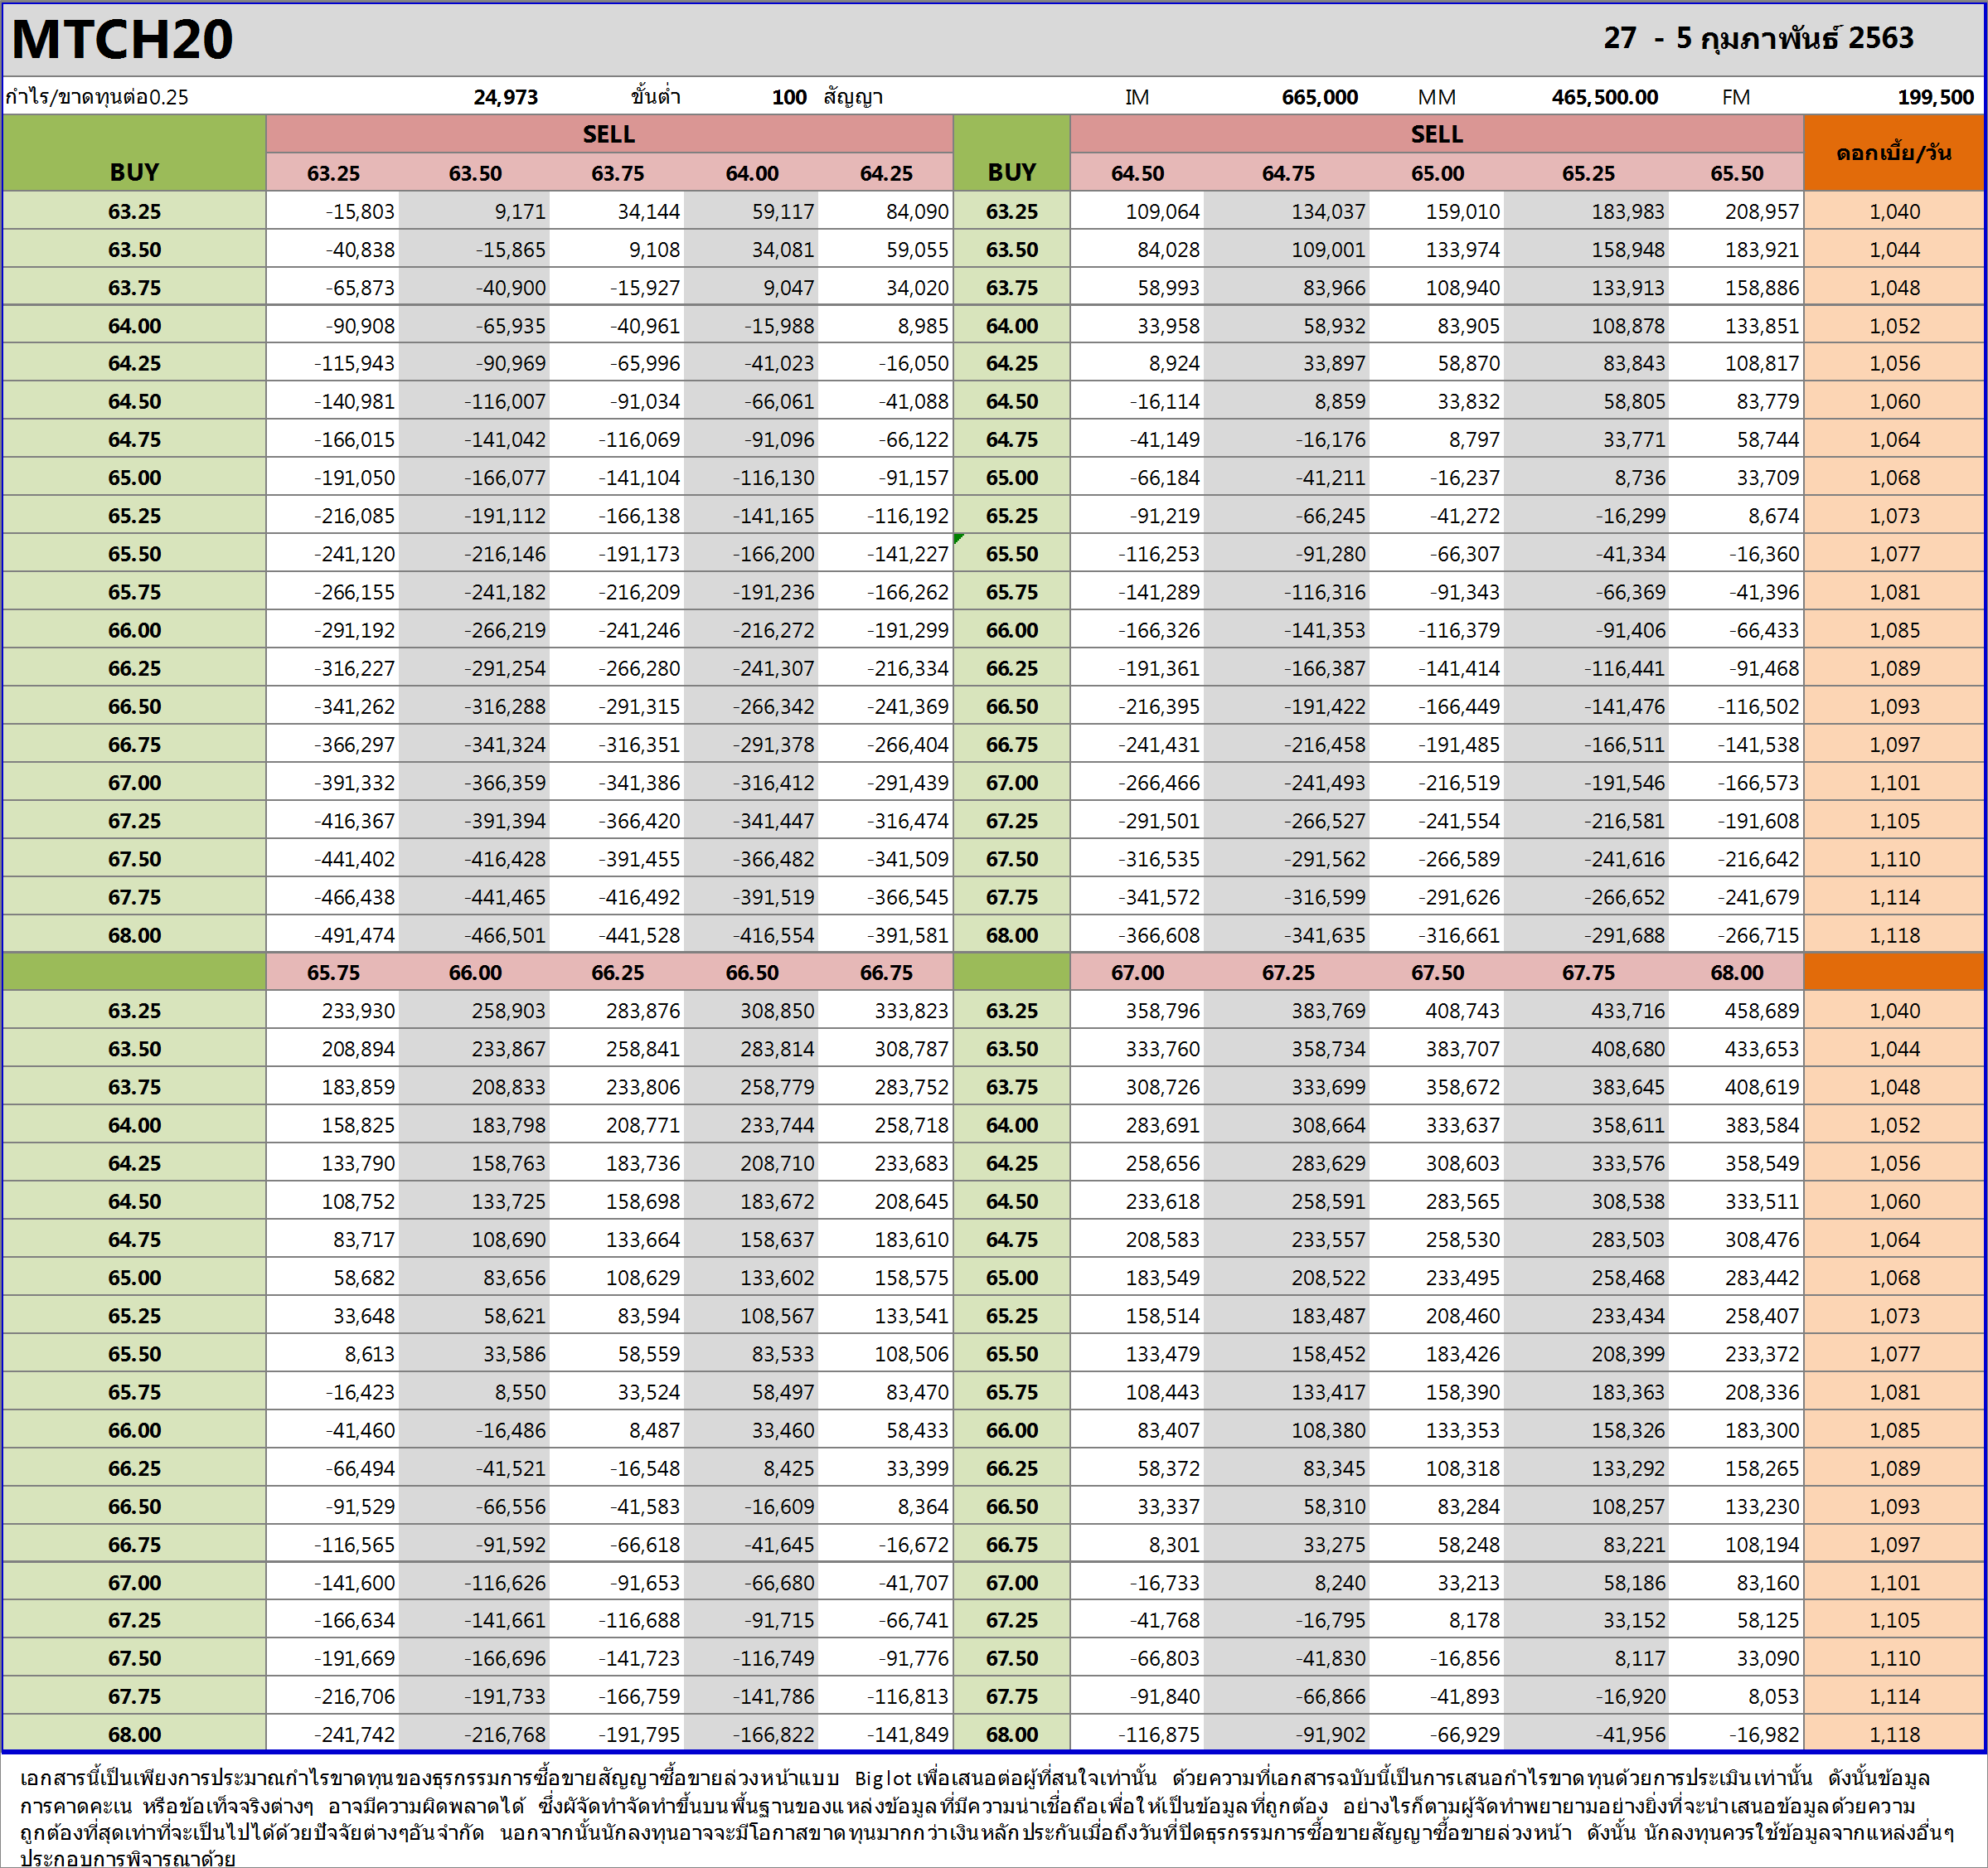 MTCH20 27 - 5 กุมภาพันธ์ 2563
กำไร/ขาดทุนต่อ0.25 24,973 ขั้นต่ำ 100 สัญญา IM 665,000 MM 465,500.00 FM 199,500
SELL SELL
BUY 63.25 63.50 63.75 64.00 64.25 BUY 64.50 64.75 65.00 65.25 65.50 ดอกเบี้ย/วัน
63.25 -15,803 9,171 34,144 59,117 84,090 63.25 109,064 134,037 159,010 183,983 208,957 1,040
63.50 -40,838 -15,865 9,108 34,081 59,055 63.50 84,028 109,001 133,974 158,948 183,921 1,044
63.75 -65,873 -40,900 -15,927 9,047 34,020 63.75 58,993 83,966 108,940 133,913 158,886 1,048
64.00 -90,908 -65,935 -40,961 -15,988 8,985 64.00 33,958 58,932 83,905 108,878 133,851 1,052
64.25 -115,943 -90,969 -65,996 -41,023 -16,050 64.25 8,924 33,897 58,870 83,843 108,817 1,056
64.50 -140,981 -116,007 -91,034 -66,061 -41,088 64.50 -16,114 8,859 33,832 58,805 83,779 1,060
64.75 -166,015 -141,042 -116,069 -91,096 -66,122 64.75 -41,149 -16,176 8,797 33,771 58,744 1,064
65.00 -191,050 -166,077 -141,104 -116,130 -91,157 65.00 -66,184 -41,211 -16,237 8,736 33,709 1,068
65.25 -216,085 -191,112 -166,138 -141,165 -116,192 65.25 -91,219 -66,245 -41,272 -16,299 8,674 1,073
65.50 -241,120 -216,146 -191,173 -166,200 -141,227 65.50 -116,253 -91,280 -66,307 -41,334 -16,360 1,077
65.75 -266,155 -241,182 -216,209 -191,236 -166,262 65.75 -141,289 -116,316 -91,343 -66,369 -41,396 1,081
66.00 -291,192 -266,219 -241,246 -216,272 -191,299 66.00 -166,326 -141,353 -116,379 -91,406 -66,433 1,085
66.25 -316,227 -291,254 -266,280 -241,307 -216,334 66.25 -191,361 -166,387 -141,414 -116,441 -91,468 1,089
66.50 -341,262 -316,288 -291,315 -266,342 -241,369 66.50 -216,395 -191,422 -166,449 -141,476 -116,502 1,093
66.75 -366,297 -341,324 -316,351 -291,378 -266,404 66.75 -241,431 -216,458 -191,485 -166,511 -141,538 1,097
67.00 -391,332 -366,359 -341,386 -316,412 -291,439 67.00 -266,466 -241,493 -216,519 -191,546 -166,573 1,101
67.25 -416,367 -391,394 -366,420 -341,447 -316,474 67.25 -291,501 -266,527 -241,554 -216,581 -191,608 1,105
67.50 -441,402 -416,428 -391,455 -366,482 -341,509 67.50 -316,535 -291,562 -266,589 -241,616 -216,642 1,110
67.75 -466,438 -441,465 -416,492 -391,519 -366,545 67.75 -341,572 -316,599 -291,626 -266,652 -241,679 1,114
68.00 -491,474 -466,501 -441,528 -416,554 -391,581 68.00 -366,608 -341,635 -316,661 -291,688 -266,715 1,118
65.75 66.00 66.25 66.50 66.75 67.00 67.25 67.50 67.75 68.00
63.25 233,930 258,903 283,876 308,850 333,823 63.25 358,796 383,769 408,743 433,716 458,689 1,040
63.50 208,894 233,867 258,841 283,814 308,787 63.50 333,760 358,734 383,707 408,680 433,653 1,044
63.75 183,859 208,833 233,806 258,779 283,752 63.75 308,726 333,699 358,672 383,645 408,619 1,048
64.00 158,825 183,798 208,771 233,744 258,718 64.00 283,691 308,664 333,637 358,611 383,584 1,052
64.25 133,790 158,763 183,736 208,710 233,683 64.25 258,656 283,629 308,603 333,576 358,549 1,056
64.50 108,752 133,725 158,698 183,672 208,645 64.50 233,618 258,591 283,565 308,538 333,511 1,060
64.75 83,717 108,690 133,664 158,637 183,610 64.75 208,583 233,557 258,530 283,503 308,476 1,064
65.00 58,682 83,656 108,629 133,602 158,575 65.00 183,549 208,522 233,495 258,468 283,442 1,068
65.25 33,648 58,621 83,594 108,567 133,541 65.25 158,514 183,487 208,460 233,434 258,407 1,073
65.50 8,613 33,586 58,559 83,533 108,506 65.50 133,479 158,452 183,426 208,399 233,372 1,077
65.75 -16,423 8,550 33,524 58,497 83,470 65.75 108,443 133,417 158,390 183,363 208,336 1,081
66.00 -41,460 -16,486 8,487 33,460 58,433 66.00 83,407 108,380 133,353 158,326 183,300 1,085
66.25 -66,494 -41,521 -16,548 8,425 33,399 66.25 58,372 83,345 108,318 133,292 158,265 1,089
66.50 -91,529 -66,556 -41,583 -16,609 8,364 66.50 33,337 58,310 83,284 108,257 133,230 1,093
66.75 -116,565 -91,592 -66,618 -41,645 -16,672 66.75 8,301 33,275 58,248 83,221 108,194 1,097
67.00 -141,600 -116,626 -91,653 -66,680 -41,707 67.00 -16,733 8,240 33,213 58,186 83,160 1,101
67.25 -166,634 -141,661 -116,688 -91,715 -66,741 67.25 -41,768 -16,795 8,178 33,152 58,125 1,105
67.50 -191,669 -166,696 -141,723 -116,749 -91,776 67.50 -66,803 -41,830 -16,856 8,117 33,090 1,110
67.75 -216,706 -191,733 -166,759 -141,786 -116,813 67.75 -91,840 -66,866 -41,893 -16,920 8,053 1,114
68.00 -241,742 -216,768 -191,795 -166,822 -141,849 68.00 -116,875 -91,902 -66,929 -41,956 -16,982 1,118
เอกสารนี้เป็นเพียงการประมาณกำไรขาดทุนของธุรกรรมการซื้อขายสัญญาซื้อขายล่วงหน้าแบบ Big lot เพื่อเสนอต่อผู้ที่สนใจเท่านั้น ด้วยความที่เอกสารฉบับนี้เป็นการเสนอกำไรขาดทุนด้วยการประเมินเท่านั้น ดังนั้นข้อมูล
การคาดคะเน หรือข้อเท็จจริงต่างๆ อาจมีความผิดพลาดได้ ซึ่งผู้จัดทำจัดทำขึ้นบนพื้นฐานของแหล่งข้อมูลที่มีความน่าเชื่อถือเพื่อให้เป็นข้อมูลที่ถูกต้อง อย่างไรก็ตามผู้จัดทำพยายามอย่างยิ่งที่จะนำเสนอข้อมูลด้วยความ
ถูกต้องที่สุดเท่าที่จะเป็นไปได้ด้วยปัจจัยต่างๆอันจำกัด นอกจากนั้นนักลงทุนอาจจะมีโอกาสขาดทุนมากกว่าเงินหลักประกันเมื่อถึงวันที่ปิดธุรกรรมการซื้อขายสัญญาซื้อขายล่วงหน้า ดังนั้น นักลงทุนควรใช้ข้อมูลจากแหล่งอื่นๆ
ประกอบการพิจารณาด้วย